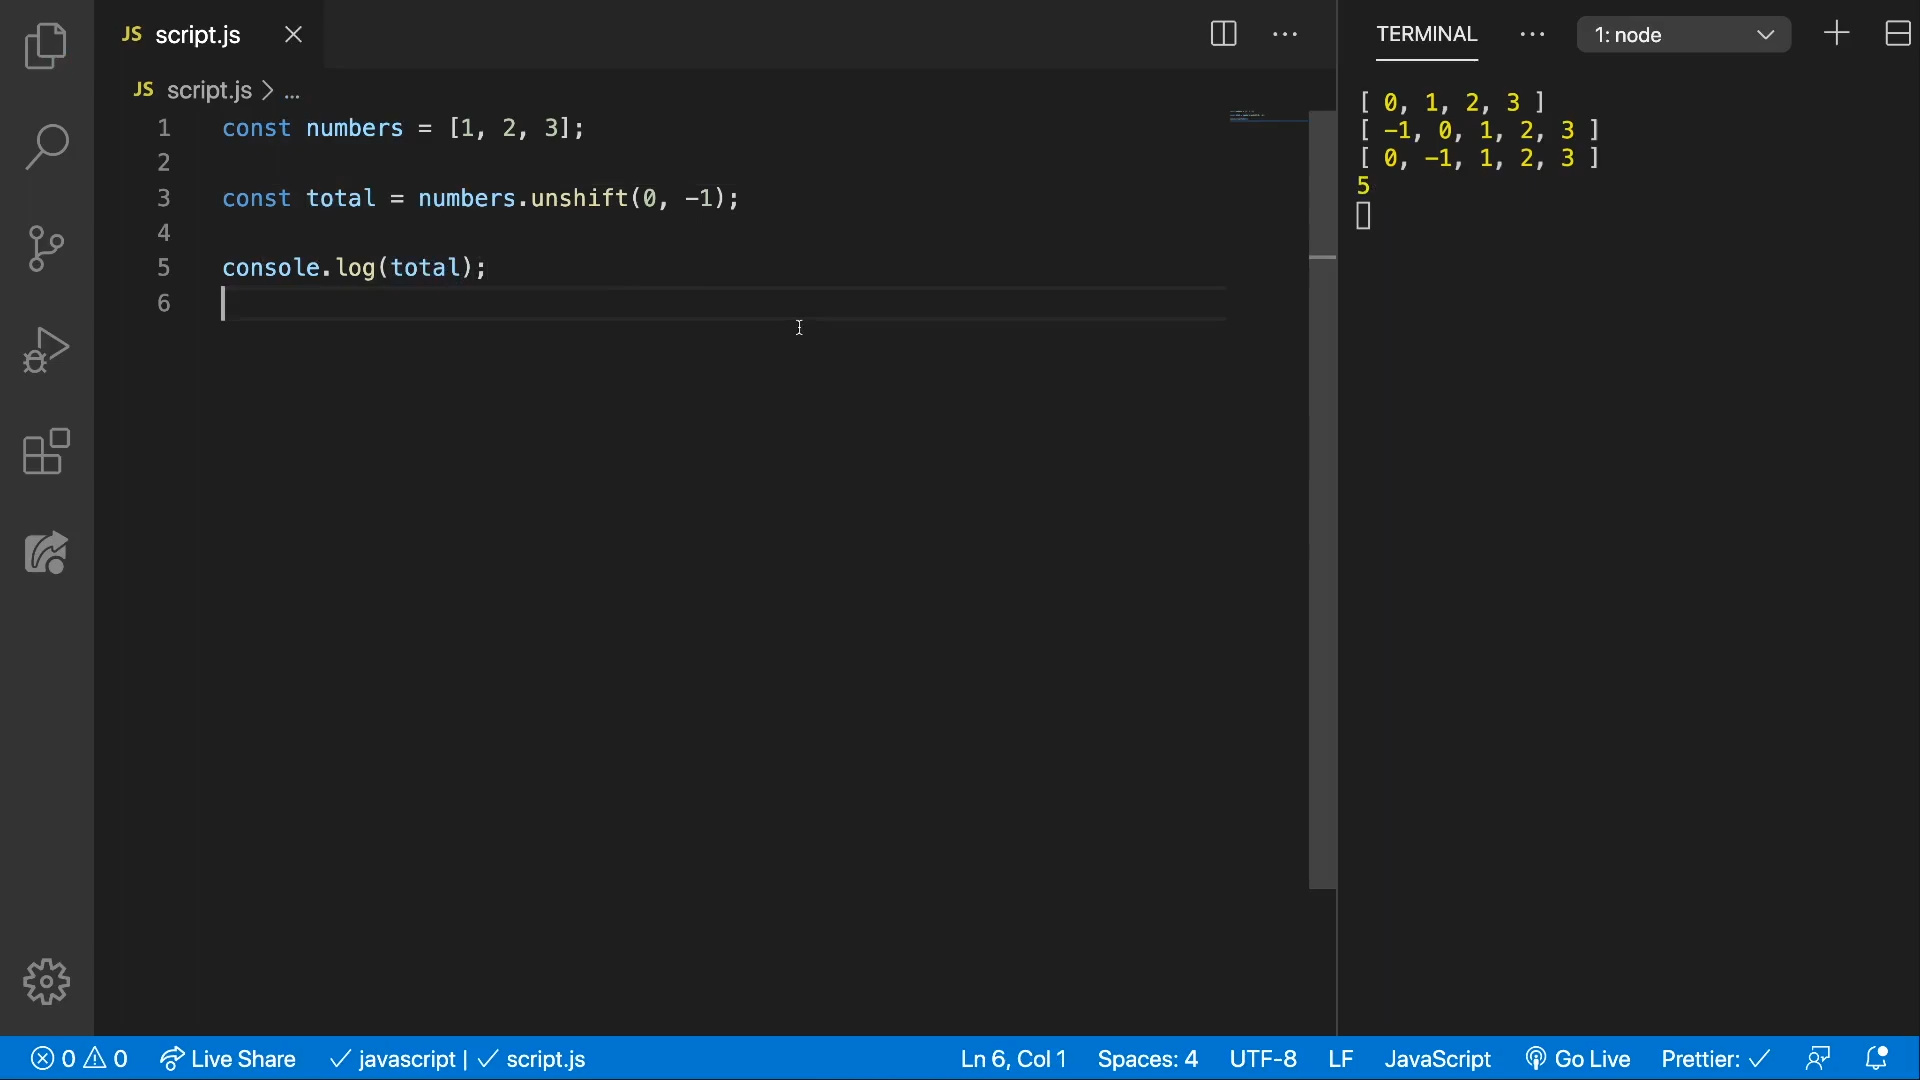 JS script.js
JS script.js > ...
1 const numbers = [1, 2, 3];
2
3 const total = numbers.unshift(0, -1);
4
5 console.log(total);
6
TERMINAL ... 1: node
[ 0, 1, 2, 3 ]
[ -1, 0, 1, 2, 3 ]
[ 0, -1, 1, 2, 3 ]
5
0 0 Live Share javascript | script.js Ln 6, Col 1 Spaces: 4 UTF-8 LF JavaScript Go Live Prettier: